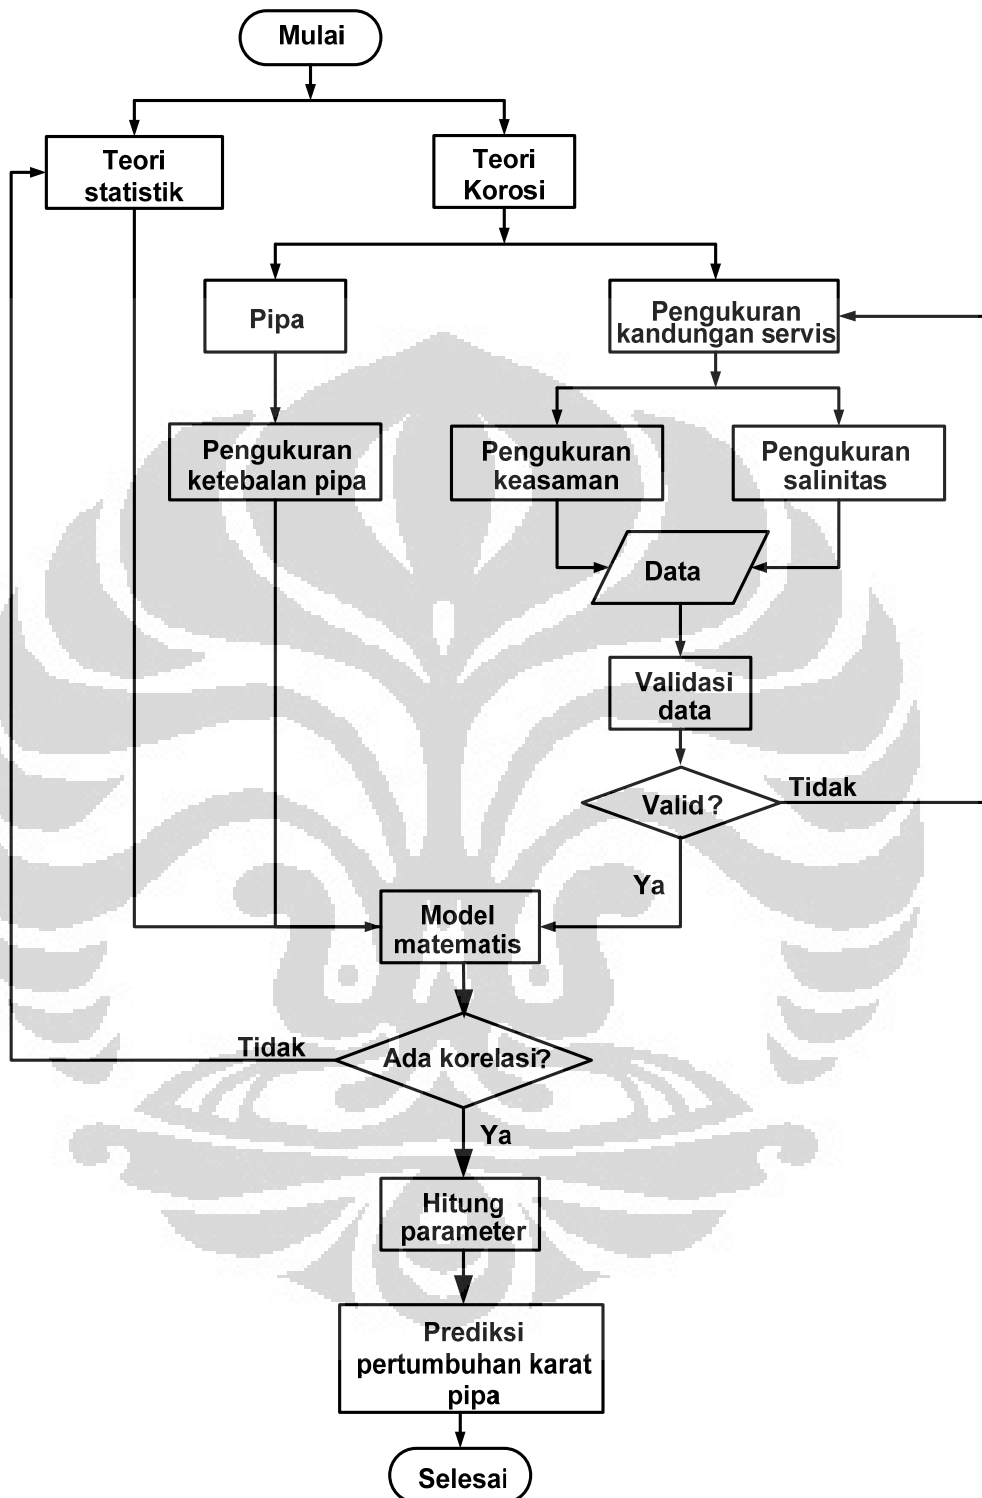 Mulai
Teori
statistik
Teori
Korosi
Pipa
Pengukuran
kandungan servis
Pengukuran
ketebalan pipa
Pengukuran
keasaman
Pengukuran
salinitas
Data
Validasi
data
Valid?
Tidak
Ya
Model
matematis
Ada korelasi?
Tidak
Ya
Hitung
parameter
Prediksi
pertumbuhan karat
pipa
Selesai